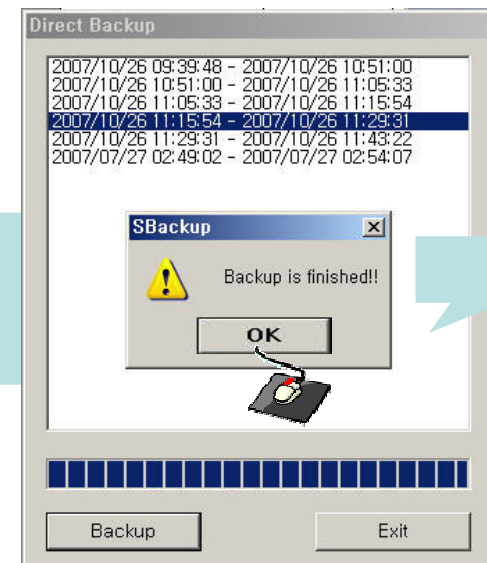 Direct Backup
2007/10/26 09:39:48 - 2007/10/26 10:51:00
2007/10/26 10:51:00 - 2007/10/26 11:05:33
2007/10/26 11:05:33 - 2007/10/26 11:15:54
2007/10/26 11:15:54 - 2007/10/26 11:29:31
2007/10/26 11:29:31 - 2007/10/26 11:43:22
2007/07/27 02:49:02 - 2007/07/27 02:54:07
SBackup
Backup is finished!!
OK
Backup
Exit